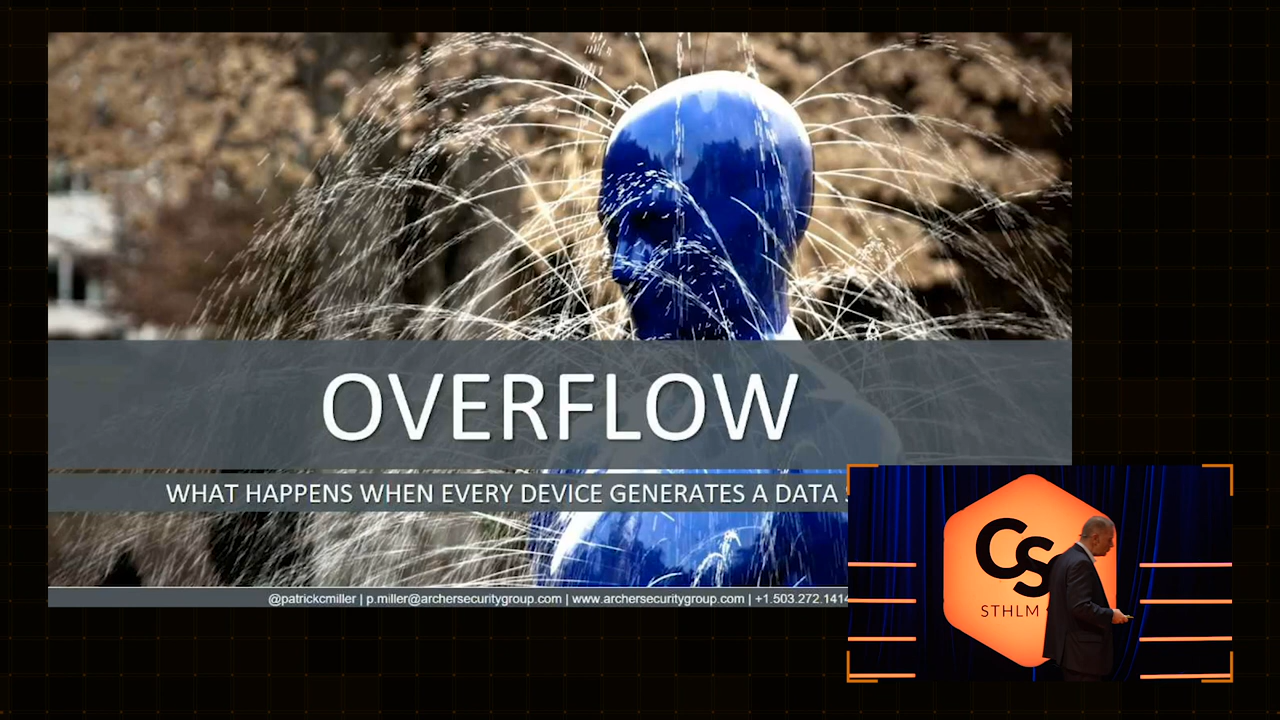 OVERFLOW
WHAT HAPPENS WHEN EVERY DEVICE GENERATES A DATA
@patrickcmiller | p.miller@archersecuritygroup.com | www.archersecuritygroup.com | +1.503.272.1414
CS
STHLM